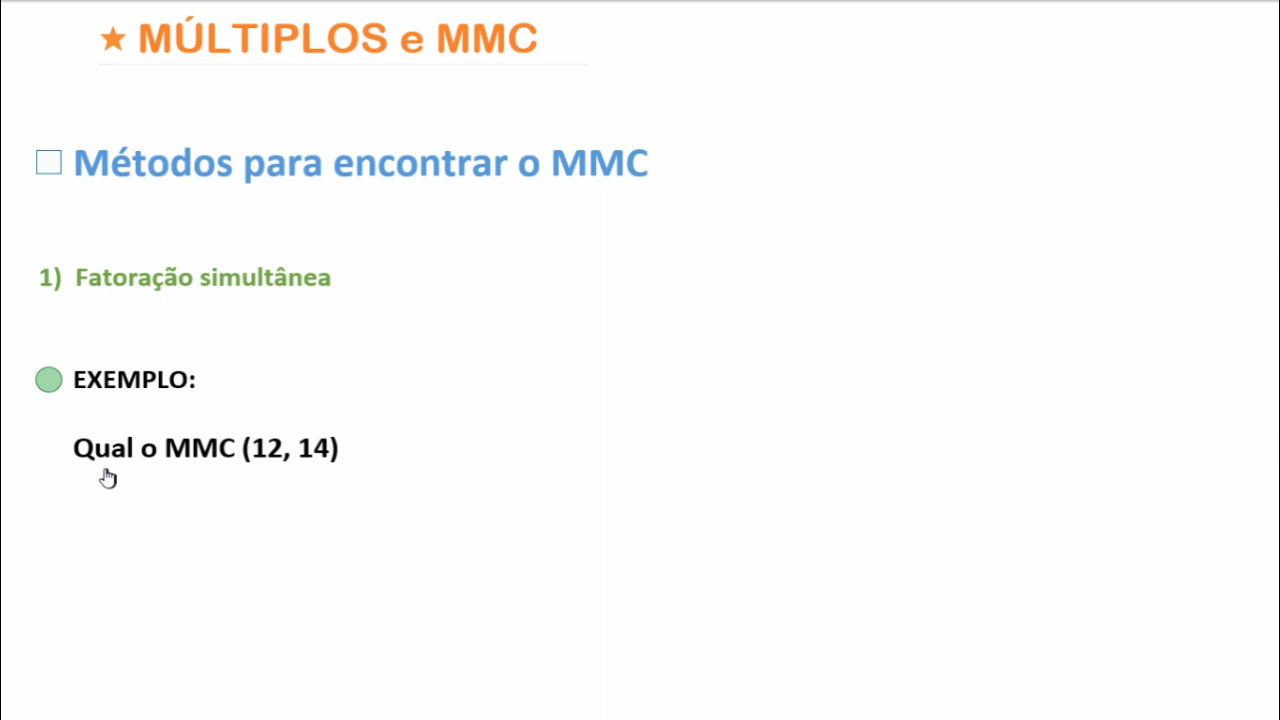 MÚLTIPLOS e MMC
Métodos para encontrar o MMC
1) Fatoração simultânea
EXEMPLO:
Qual o MMC (12, 14)